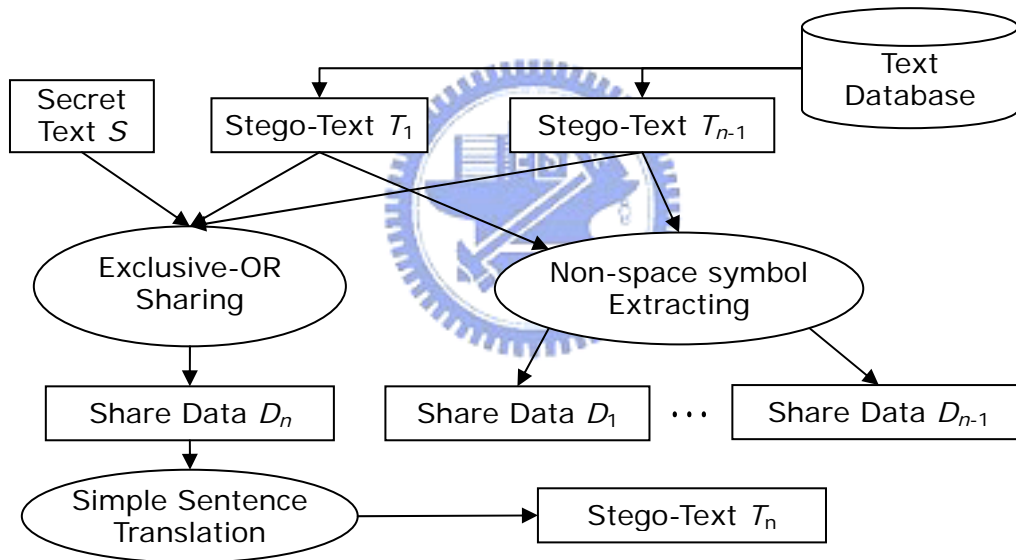 Text
Database
Secret
Text S
Stego-Text T1
Stego-Text Tn-1
Exclusive-OR
Sharing
Non-space symbol
Extracting
Share Data Dn
Share Data D1
...
Share Data Dn-1
Simple Sentence
Translation
Stego-Text Tn